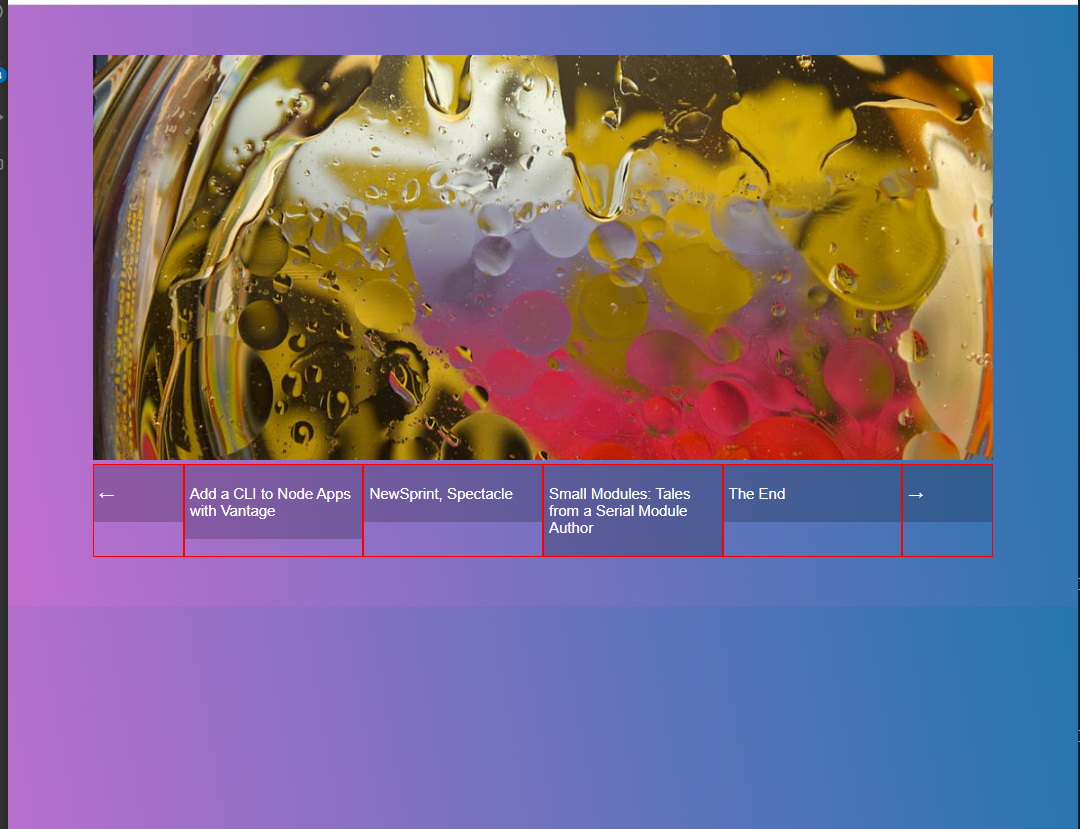 ←
Add a CLI to Node Apps
with Vantage
NewSprint, Spectacle
Small Modules: Tales
from a Serial Module
Author
The End
→